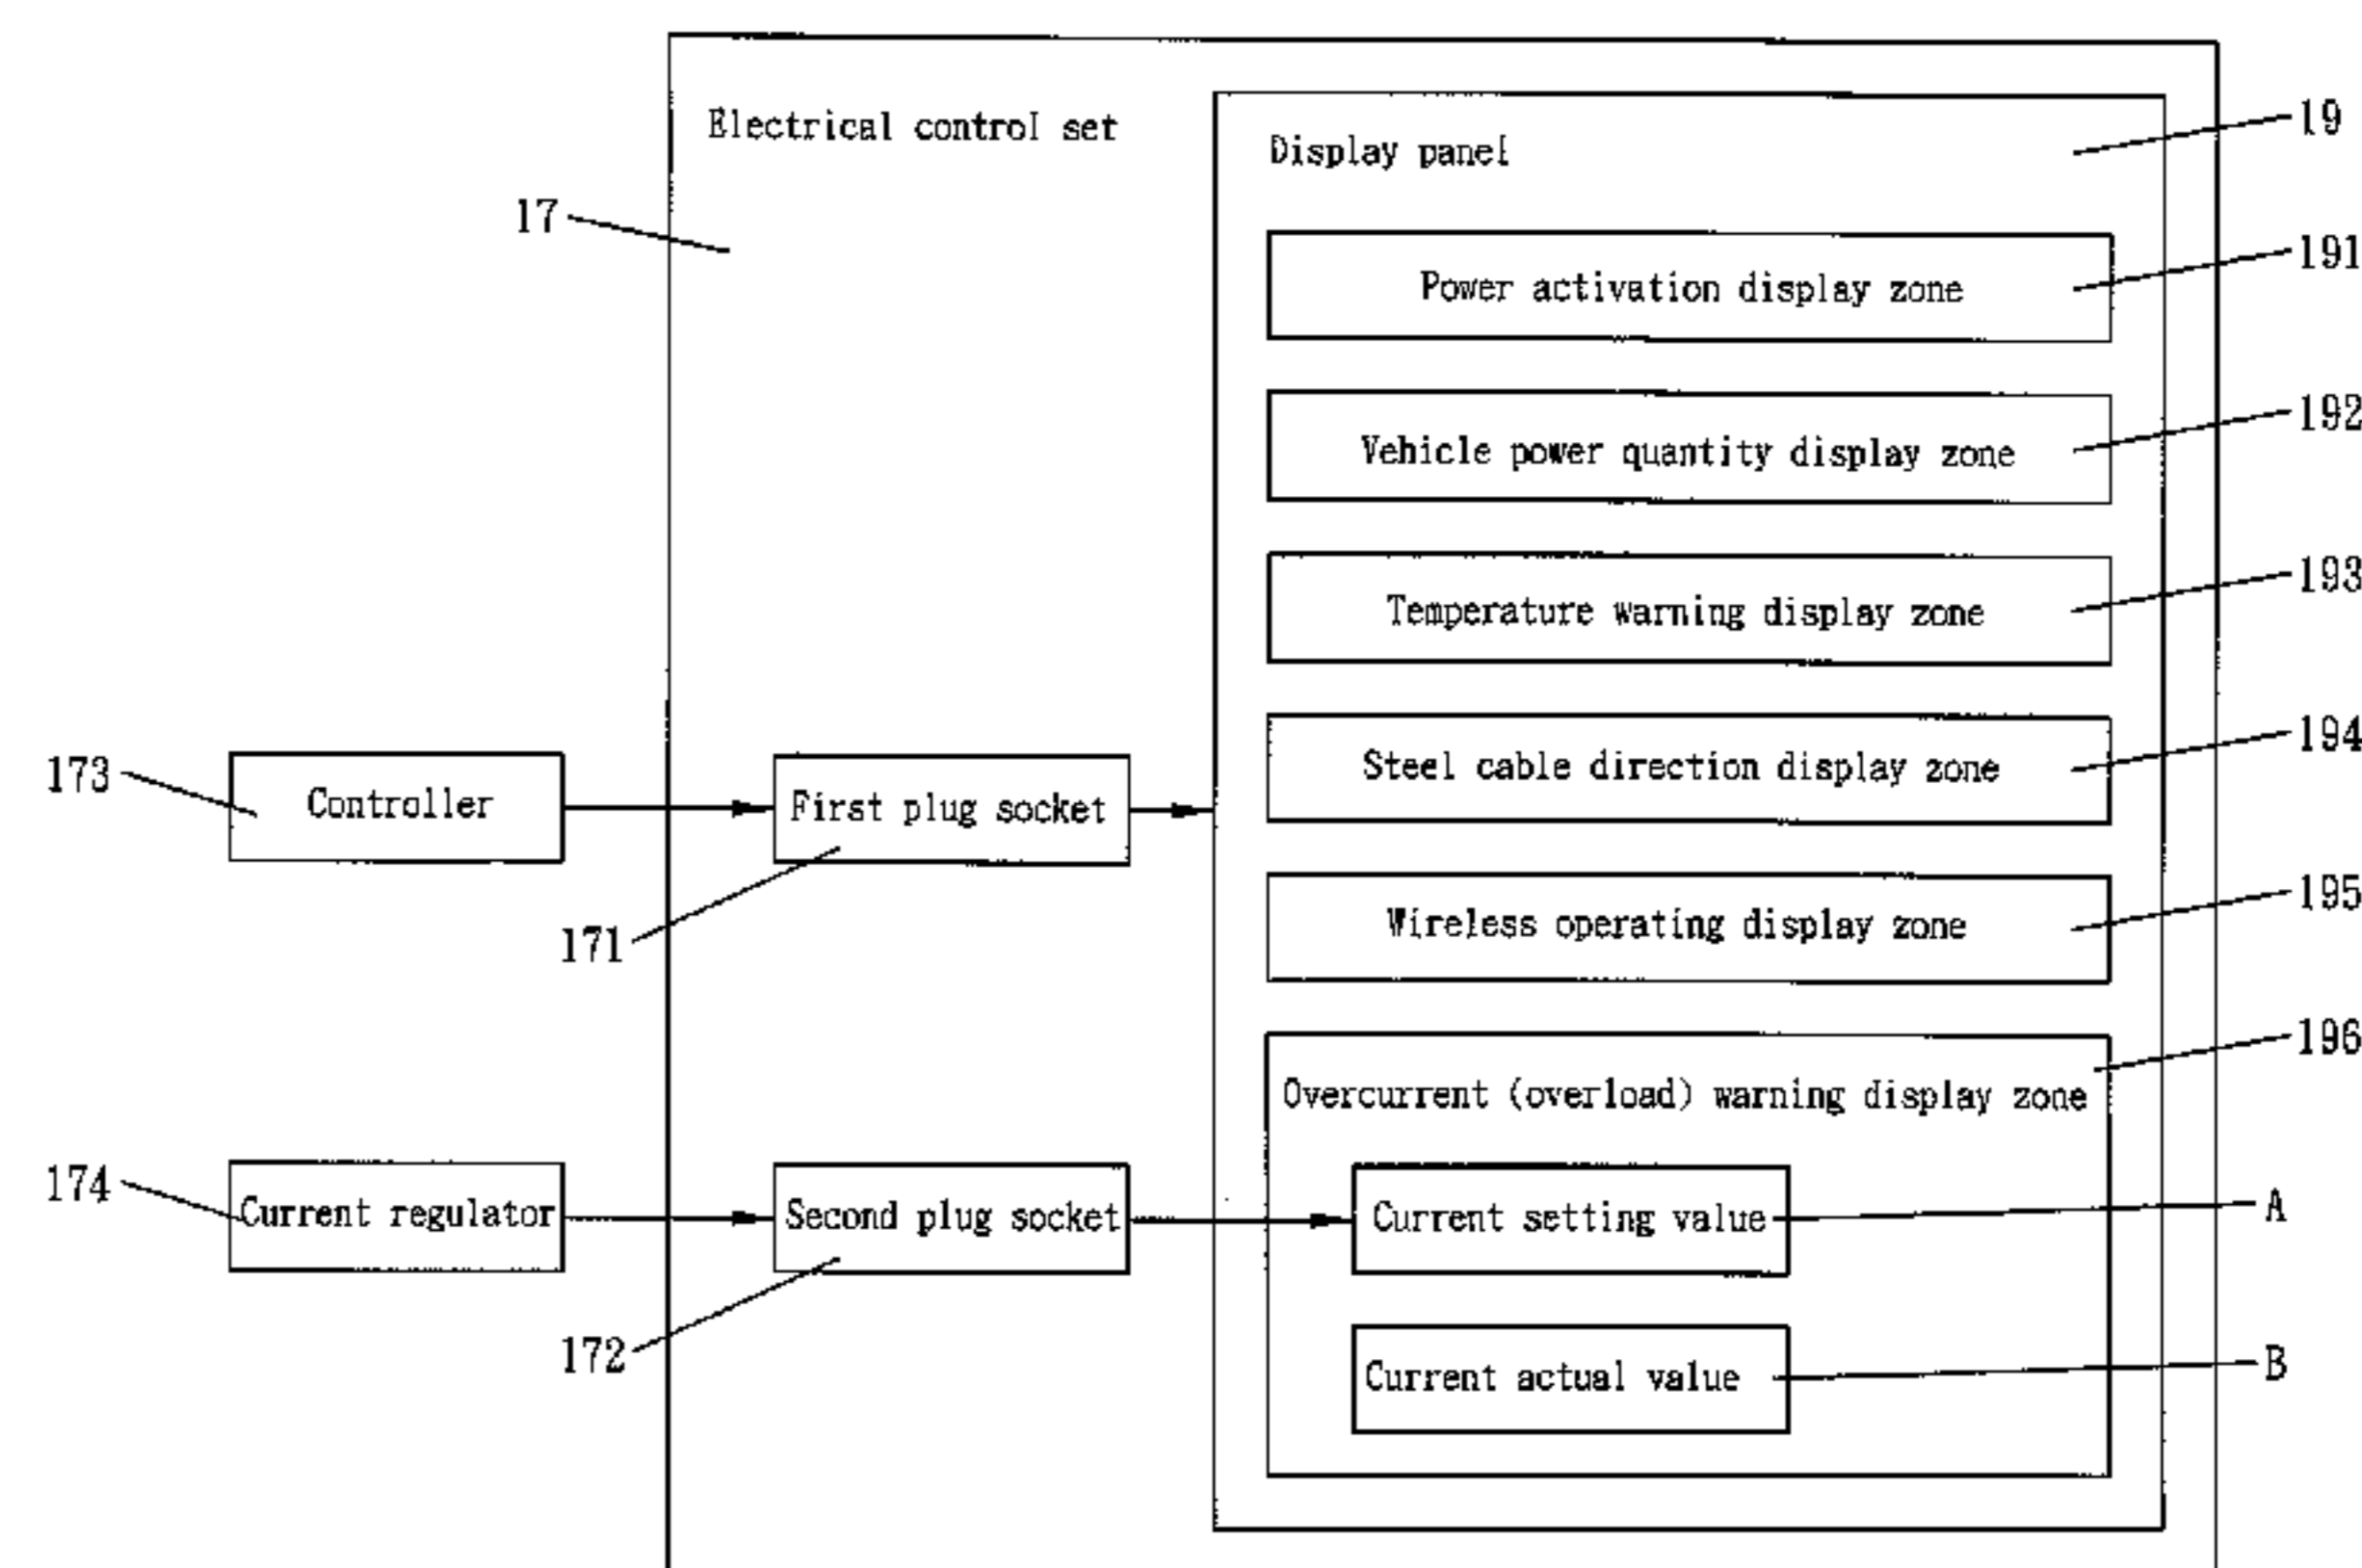 Electrical control set
Display panel
19
17
Power activation display zone
191
Vehicle power quantity display zone
192
Temperature warning display zone
193
Steel cable direction display zone
194
173
Controller
First plug socket
171
Wireless operating display zone
195
196
Overcurrent (overload) warning display zone
174
Current regulator
Second plug socket
Current setting value
A
172
Current actual value
B